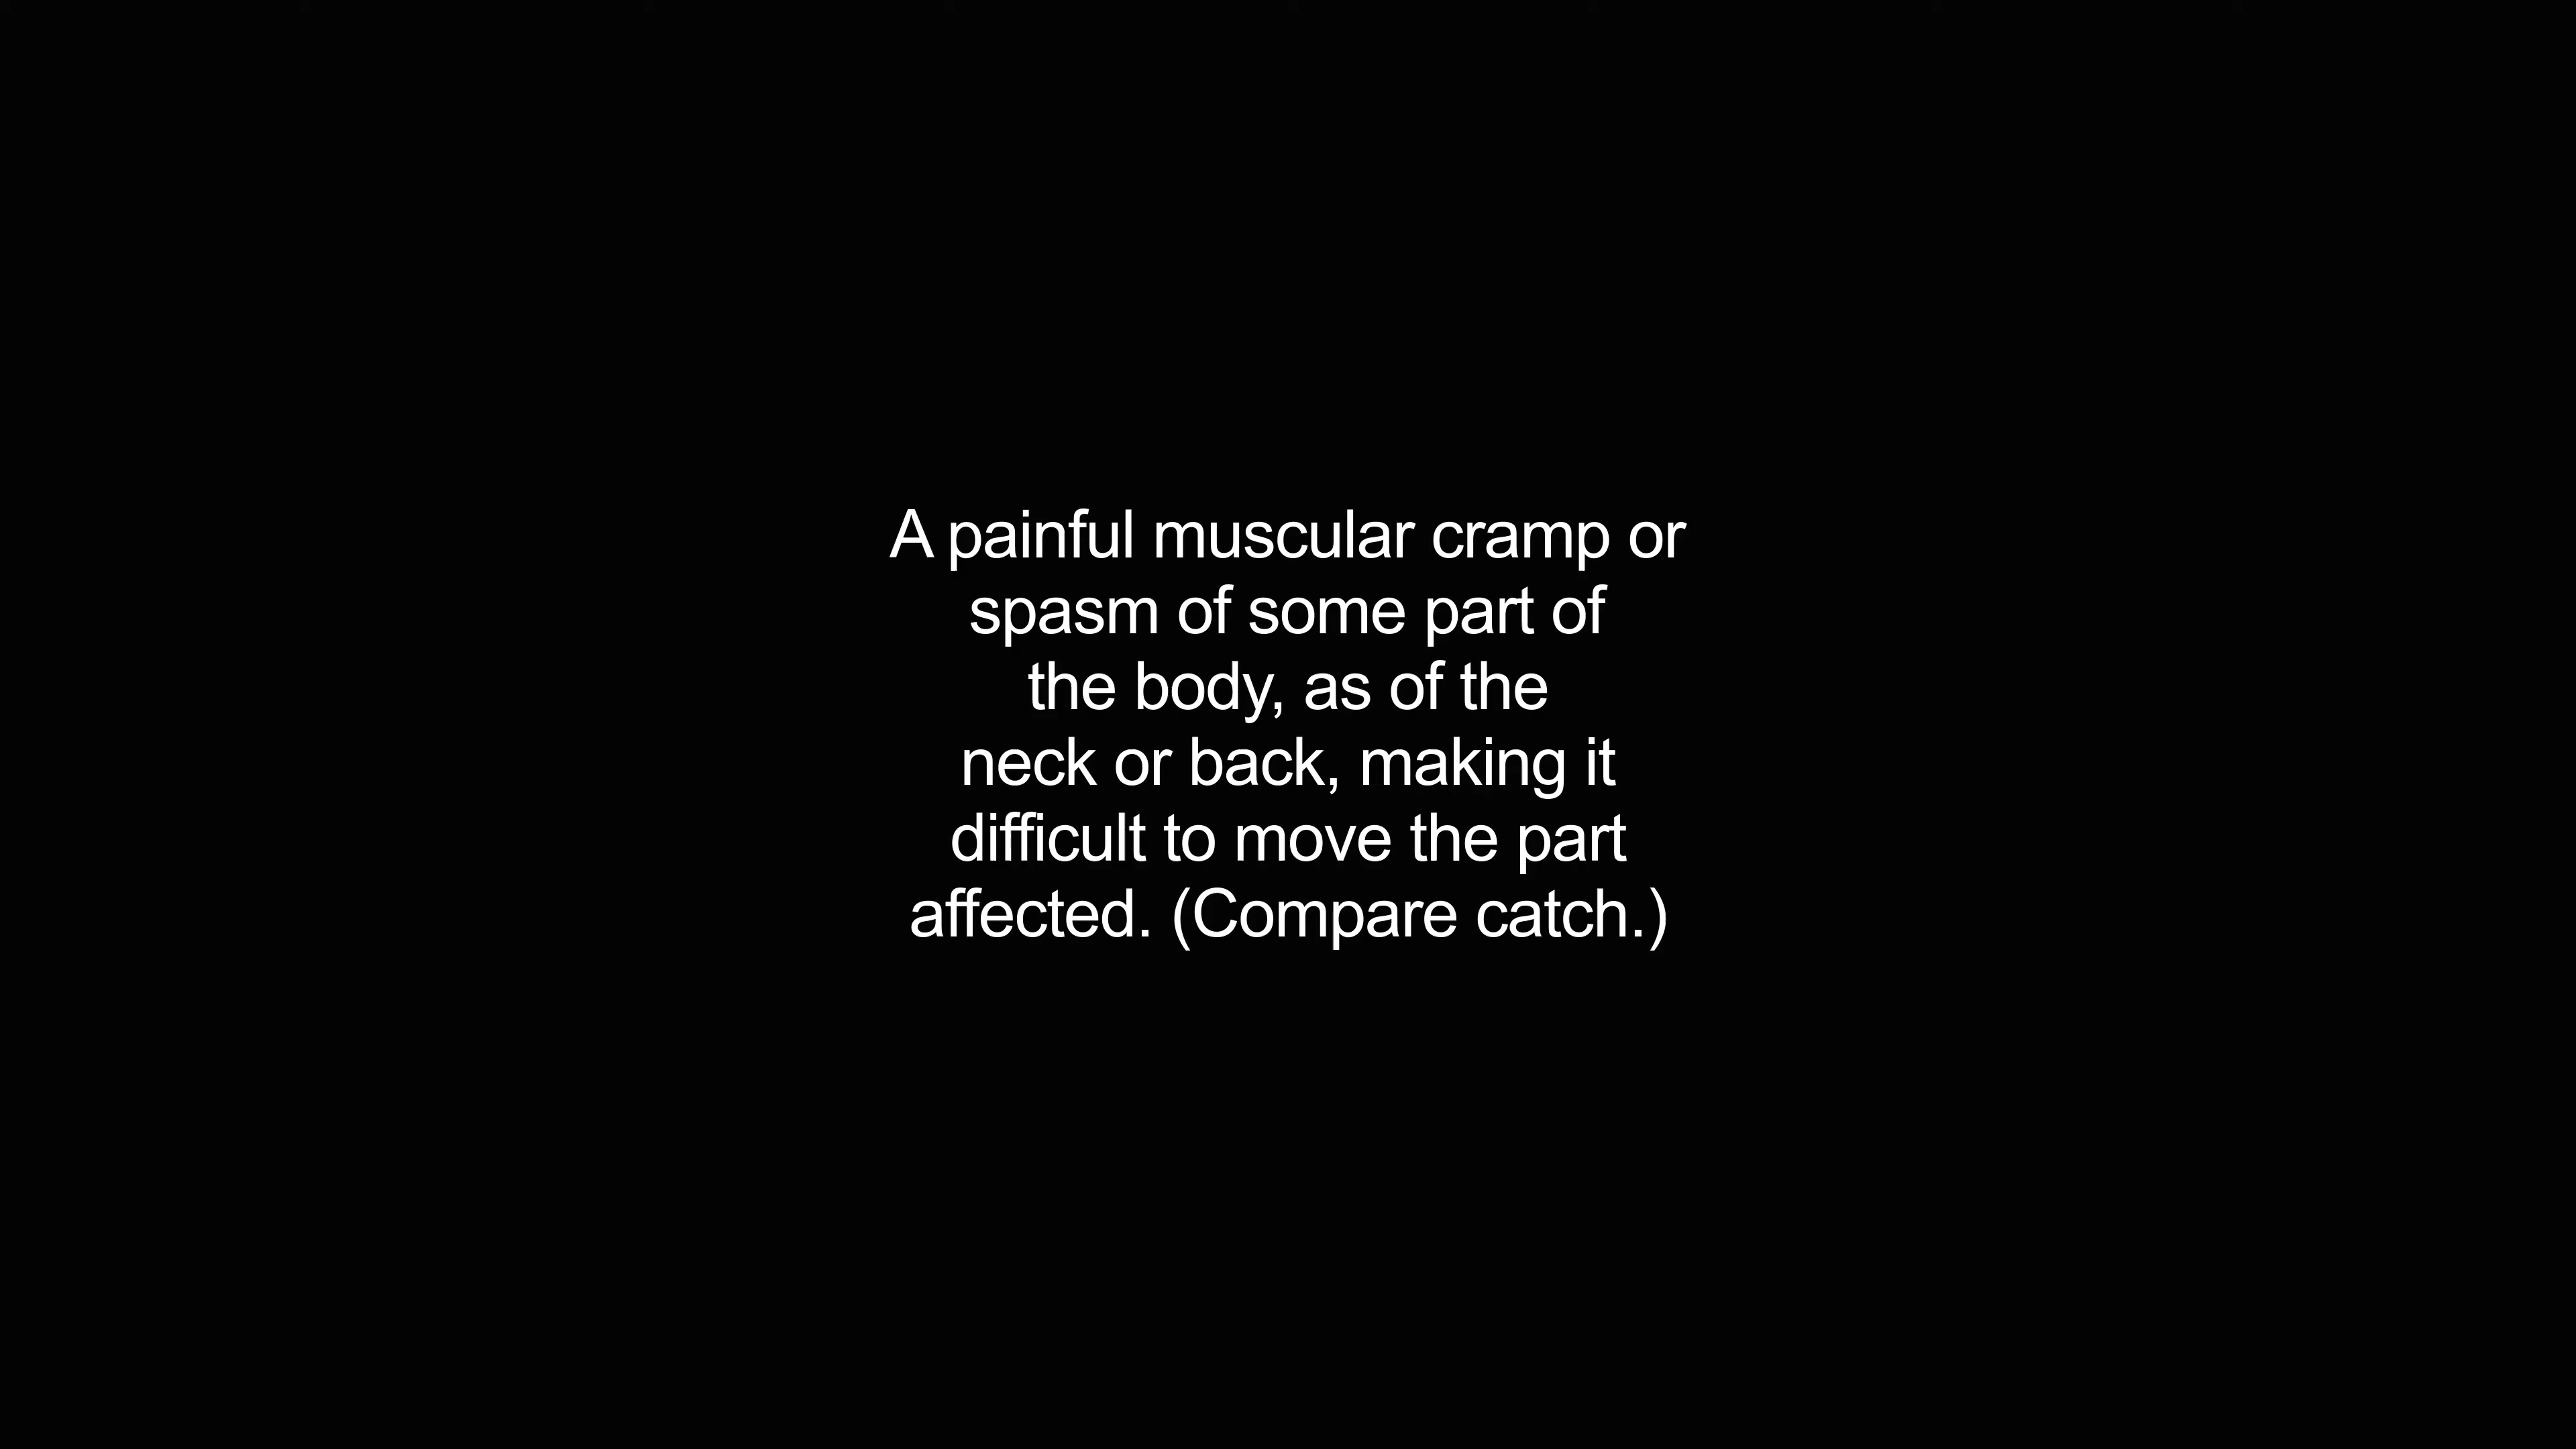 A painful muscular cramp or
spasm of some part of
the body, as of the
neck or back, making it
difficult to move the part
affected. (Compare catch.)